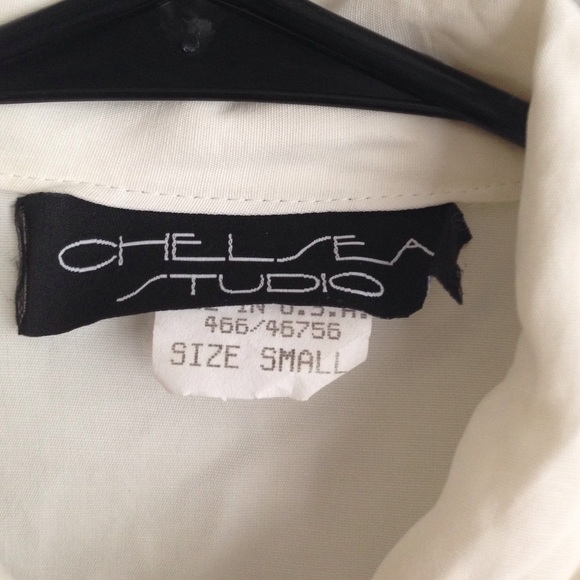 CHELSEA
STUDIO
IN U.S.A.
466/46756
SIZE SMALL